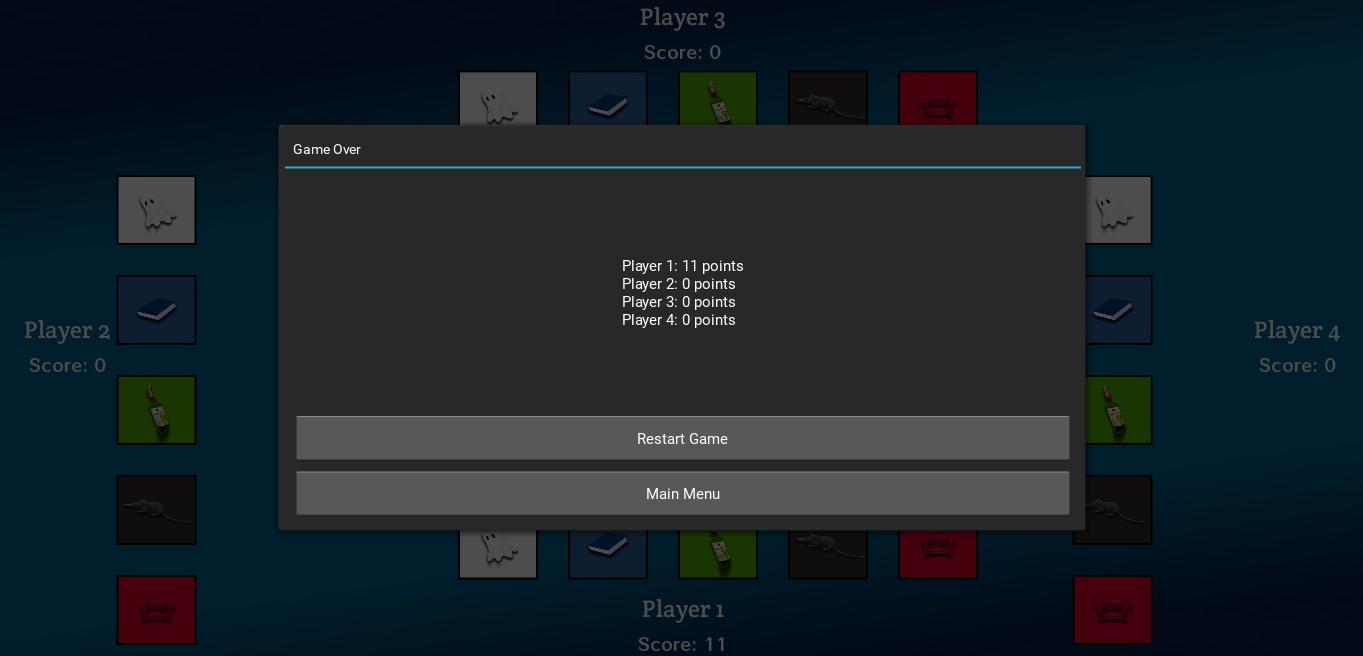 Player 3
Score: 0
Game Over
Player 1: 11 points
Player 2: 0 points
Player 3: 0 points
Player 4: 0 points
Player 2
Score: 0
Player 4
Score: 0
Restart Game
Main Menu
Player 1
Score: 11